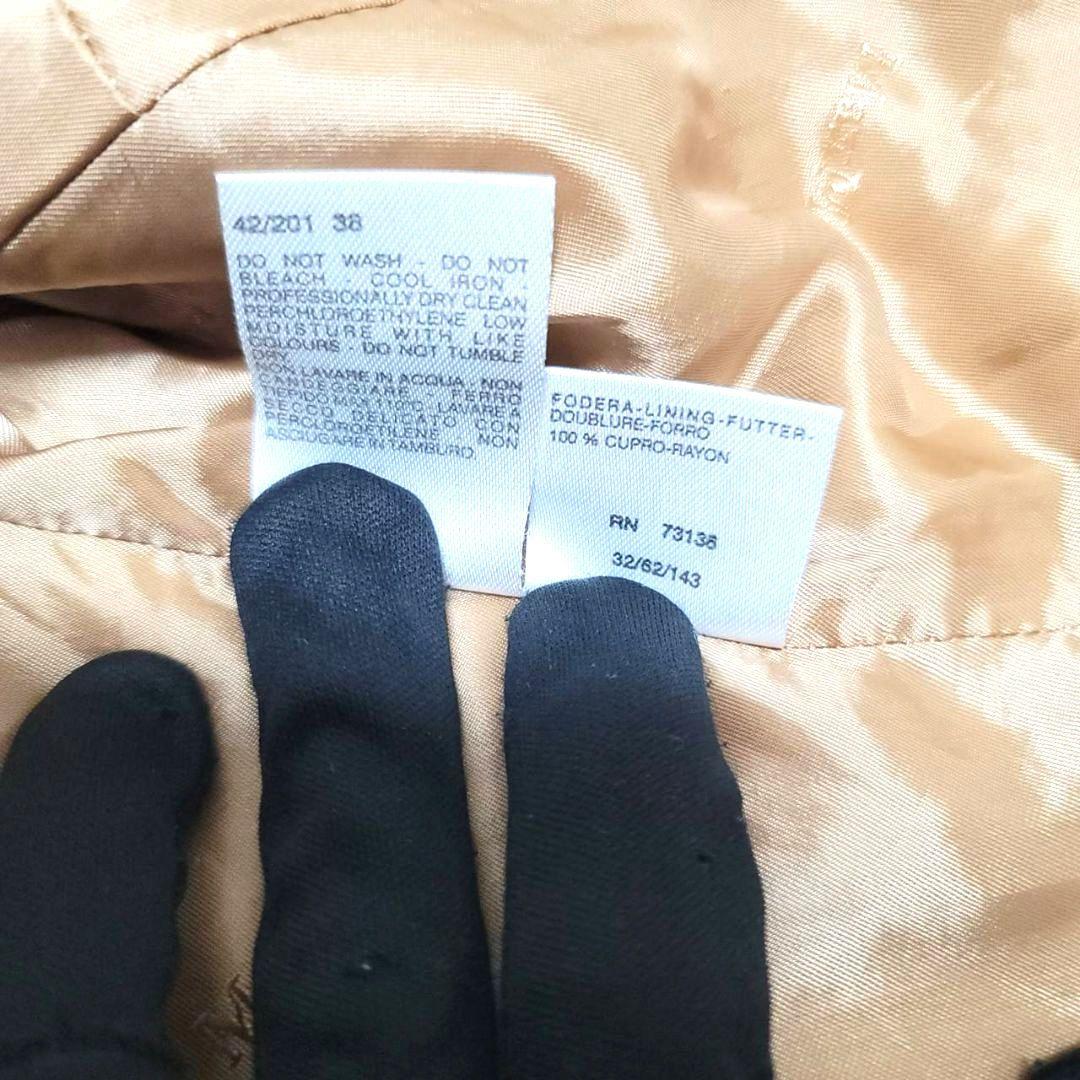 42/201 38
DO NOT WASH - DO NOT
BLEACH - COOL IRON -
PROFESSIONALLY DRY CLEAN
PERCHLOROETHYLENE LOW
MOISTURE WITH LIKE
COLOURS - DO NOT TUMBLE
DRY
NON LAVARE IN ACQUA - NON
CANDEGGIARE FERRO
LAVARE A
SECCO DELICATO CON
PERCLOROETILENE NON
ASCIUGARE IN TAMBURO
FODERA-LINING-FUTTER-
DOUBLURE-FORRO
100 % CUPRO-RAYON
RN 73136
32/62/143